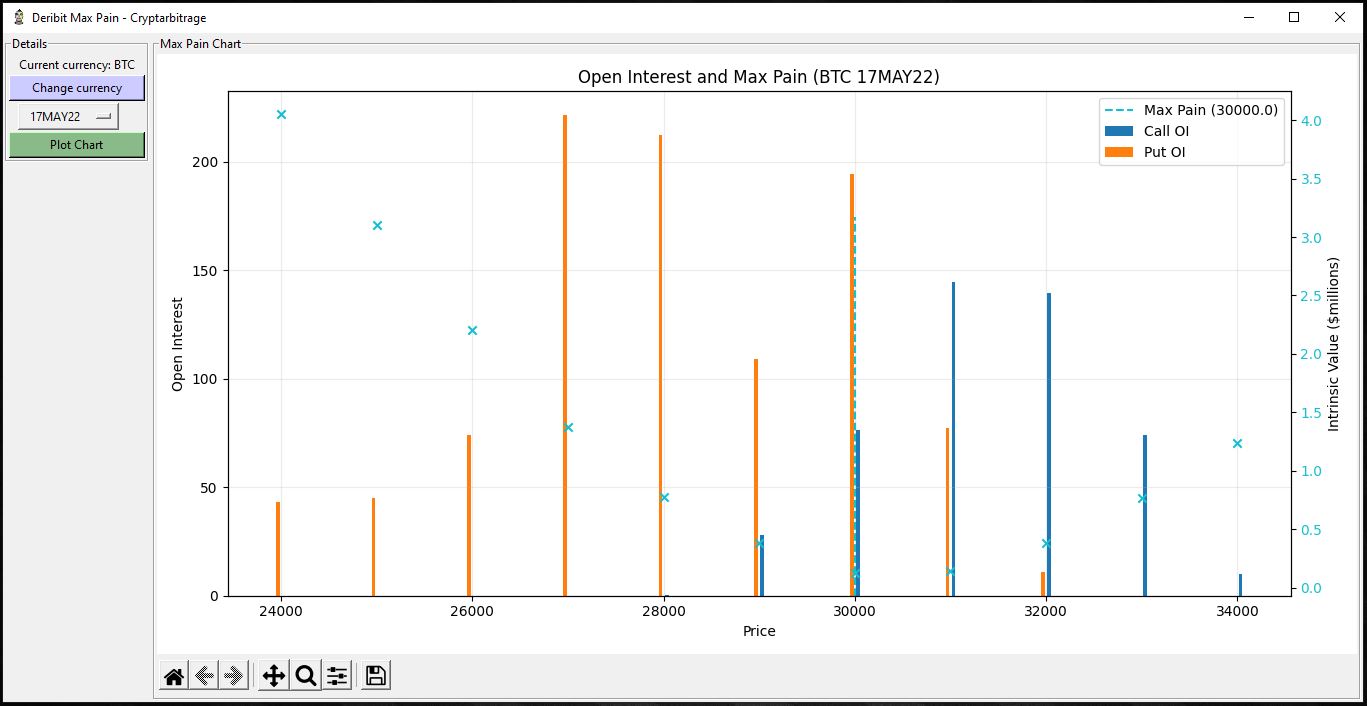 Deribit Max Pain - Cryptarbitrage
Details
Current currency: BTC
Change currency
17MAY22
Plot Chart
Max Pain Chart
Open Interest and Max Pain (BTC 17MAY22)
Max Pain (30000.0)
Call OI
Put OI
Open Interest
200
150
100
50
0
24000 26000 28000 30000 32000 34000
Price
4.0
3.5
3.0
2.5
2.0
1.5
1.0
0.5
0.0
Intrinsic Value ($millions)